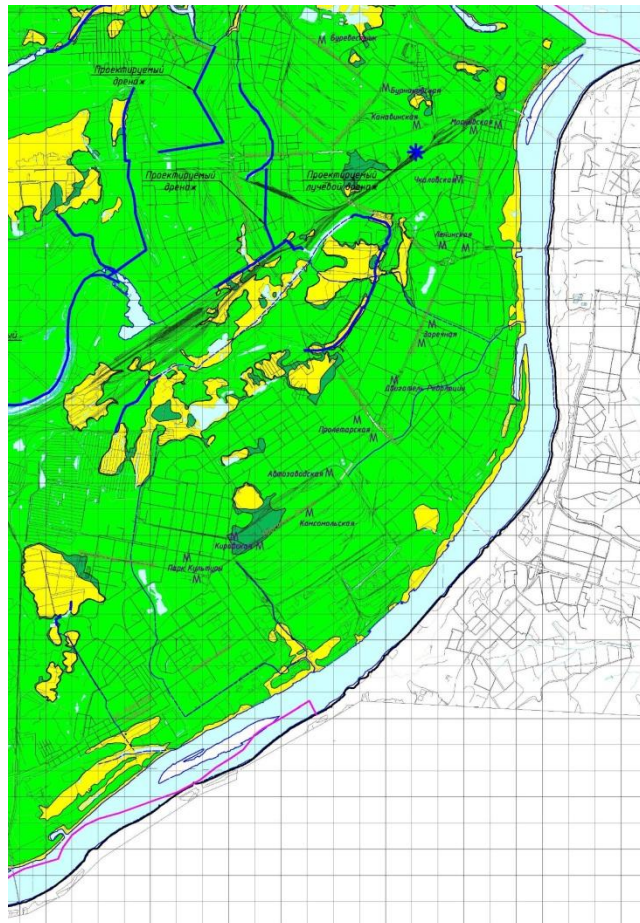 М
Буревестник
Проектируемый
дренаж
М
Бурнаковская
Канавинская
М
Московская
М М
Проектируемый
дренаж
Проектируемый
лучевой дренаж
Чкаловская М
Ленинская
М М
М
Заречная
М
М
Двигатель Революции
М
Пролетарская
М
Автозаводская М
М
Комсомольская
М
Кировская М
М
Парк Культуры
М